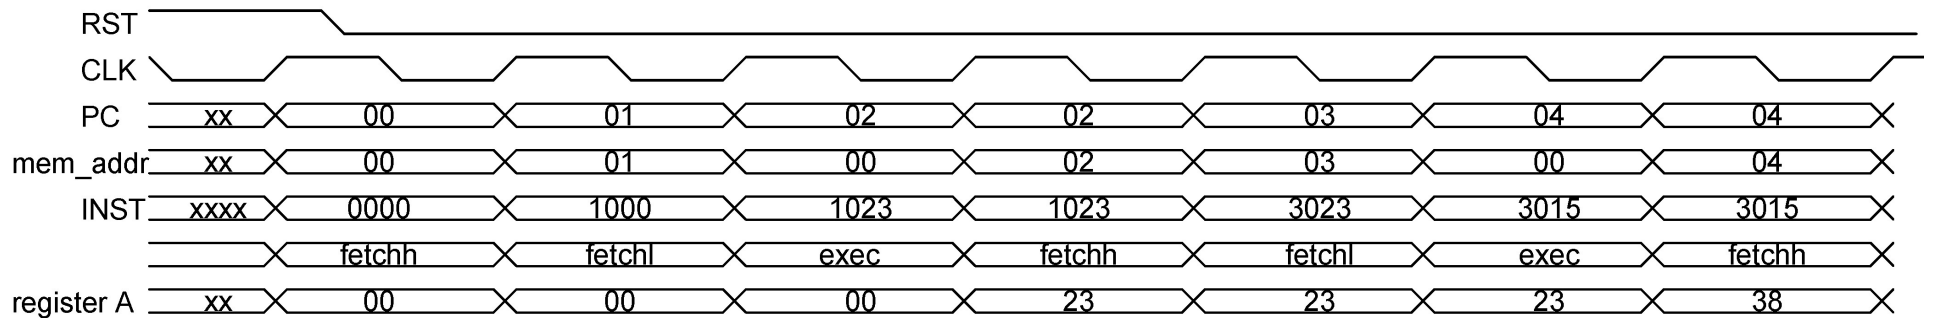 RST
CLK
PC xx 00 01 02 02 03 04 04
mem_addr xx 00 01 00 02 03 00 04
INST xxxx 0000 1000 1023 1023 3023 3015 3015
fetchh fetchl exec fetchh fetchl exec fetchh
register A xx 00 00 00 23 23 23 38